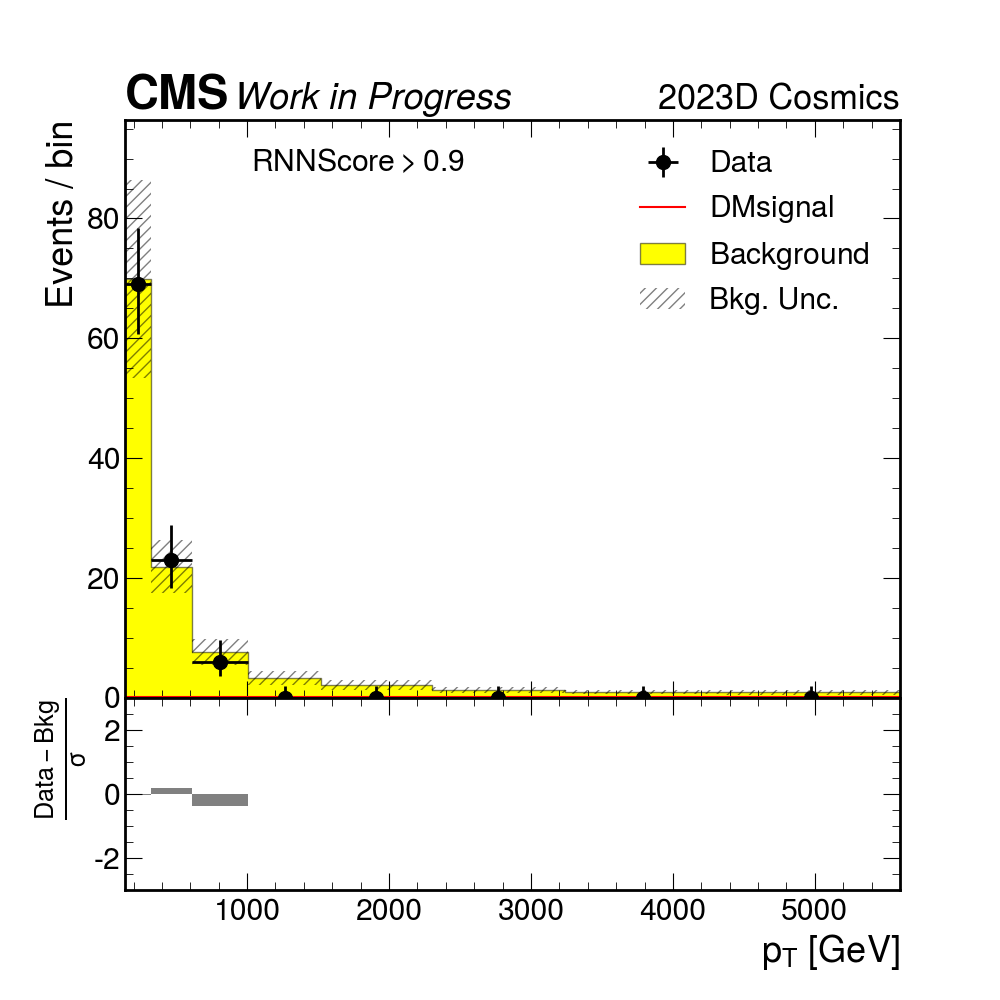 CMS Work in Progress 2023D Cosmics
Events / bin
RNNScore > 0.9
Data
DMsignal
Background
Bkg. Unc.
80
60
40
20
0
Data − Bkg
σ
2
0
-2
1000 2000 3000 4000 5000
pT [GeV]